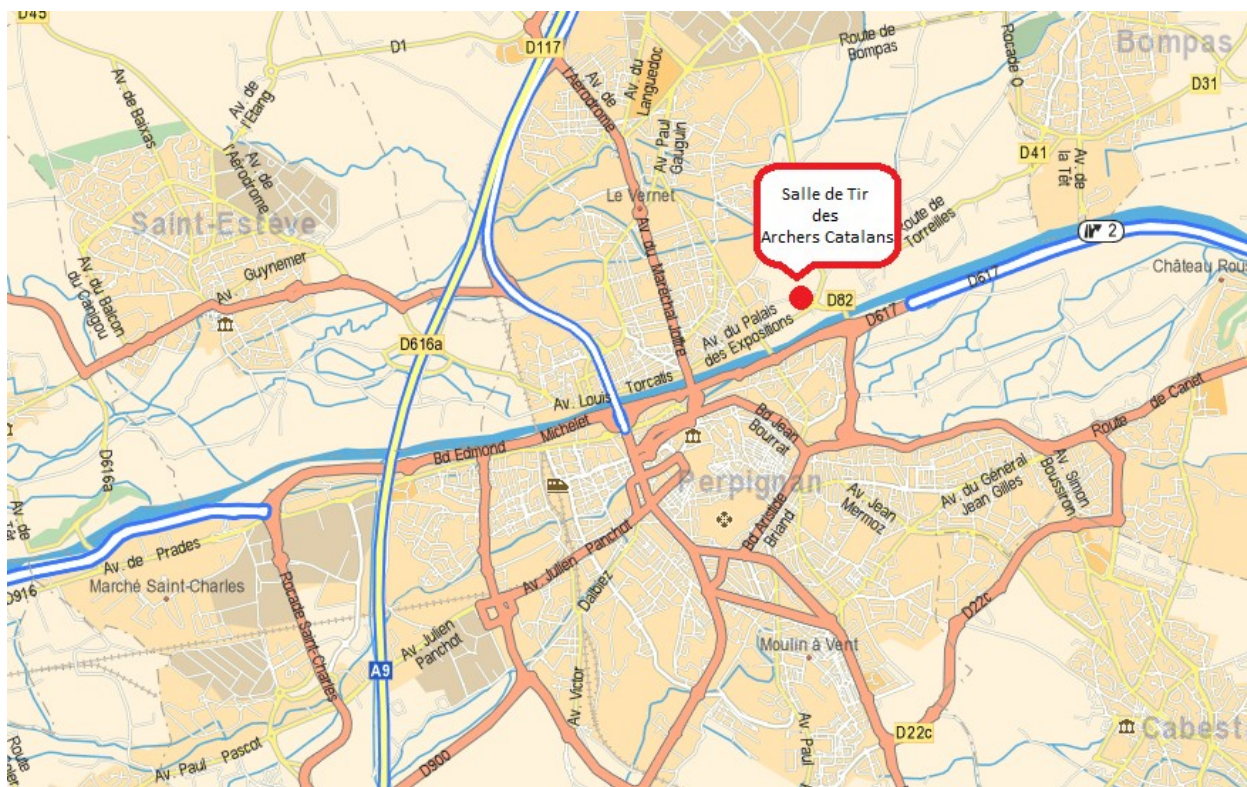 D45
D1
D117
Av. de
l'Aérodrome
Av. du
Languedoc
Route de
Bompas
Rocade O
Bompas
D31
Av. de Baixas
Av. de
l'Etang
Av. de
l'Aérodrome
Av. Paul
Gauguin
D41
Av. de
la Têt
Saint-Estève
Le Vernet
Salle de Tir
des
Archers Catalans
Route de
Torreilles
2
Av. du Balcon
du Canigou
Av. Guynemer
Av. du Marechal Joffre
Château Rou
D617
D82
D617
Av. du Palais
des Expositions
D616a
Av. Louis Torcatis
Bd Edmond Michelet
Bd Jean
Bourrat
Route de Canet
D616a
Perpignan
Av. du Général
Jean Gilles
Av. Simon
Boussiron
Av. Jean
Mermoz
Bd Aristide
Briand
Av. de
Av. de Prades
D916
Marché Saint-Charles
Rocade Saint-Charles
Av. Julien Panchot
Dalbiez
Av. Julien
Panchot
D22c
Moulin à Vent
A9
Av. Victor
Av. Paul
D22c
Cabest
Route
Av. Paul Pascot
D900